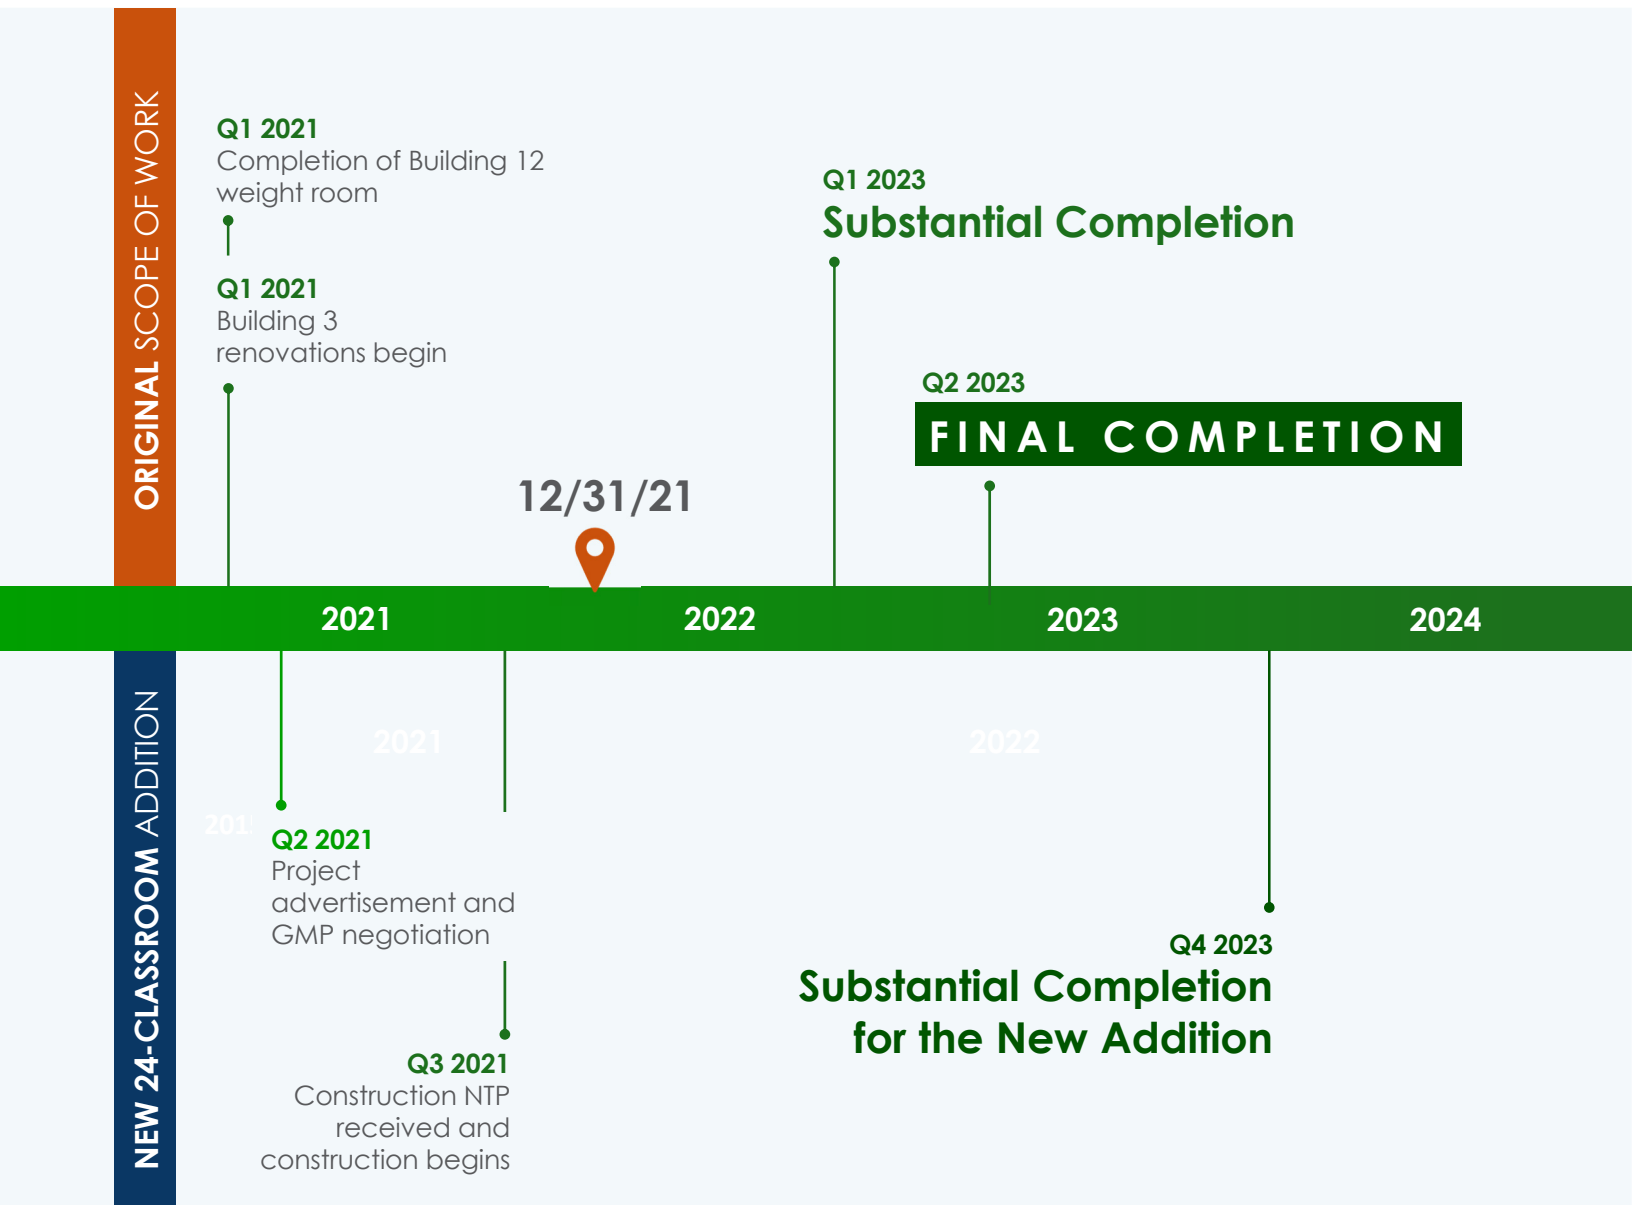 ORIGINAL SCOPE OF WORK
Q1 2021
Completion of Building 12
weight room
Q1 2021
Building 3
renovations begin
Q1 2023
Substantial Completion
Q2 2023
FINAL COMPLETION
12/31/21
2021
2022
2023
2024
NEW 24-CLASSROOM ADDITION
2021
2022
Q2 2021
Project
advertisement and
GMP negotiation
Q3 2021
Construction NTP
received and
construction begins
Q4 2023
Substantial Completion
for the New Addition